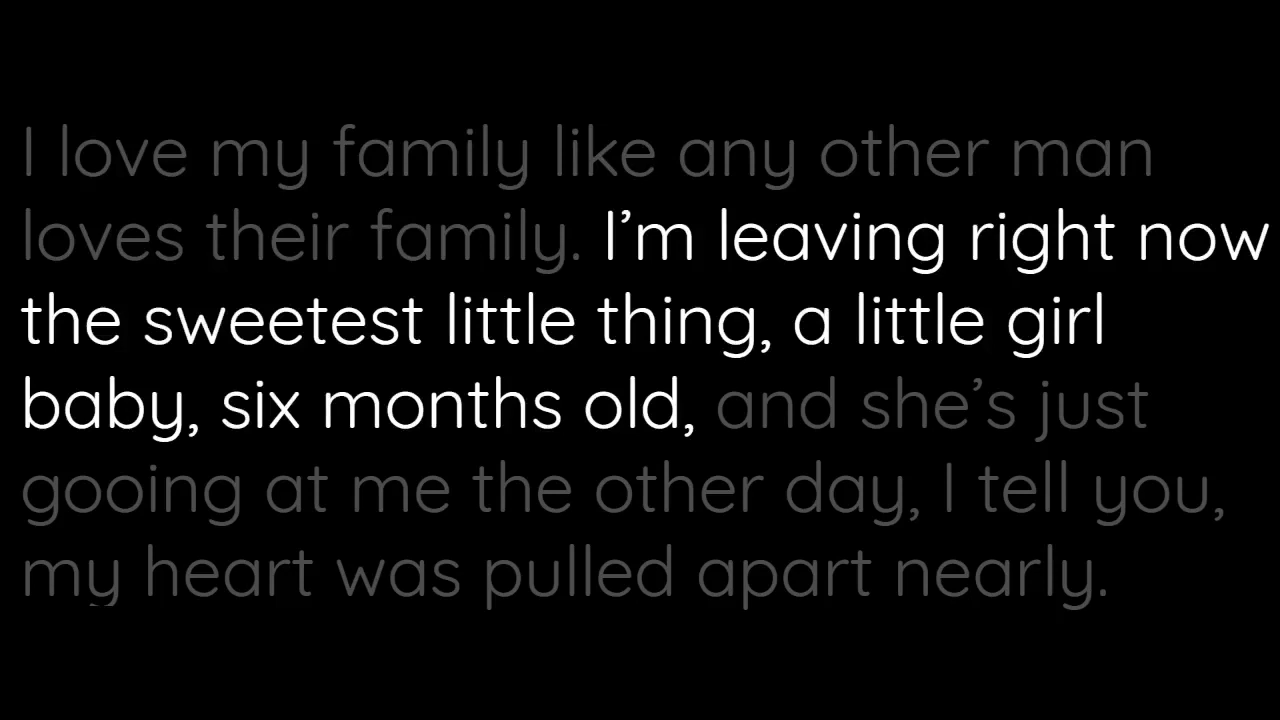 I love my family like any other man
loves their family. I’m leaving right now
the sweetest little thing, a little girl
baby, six months old, and she’s just
gooing at me the other day, I tell you,
my heart was pulled apart nearly.